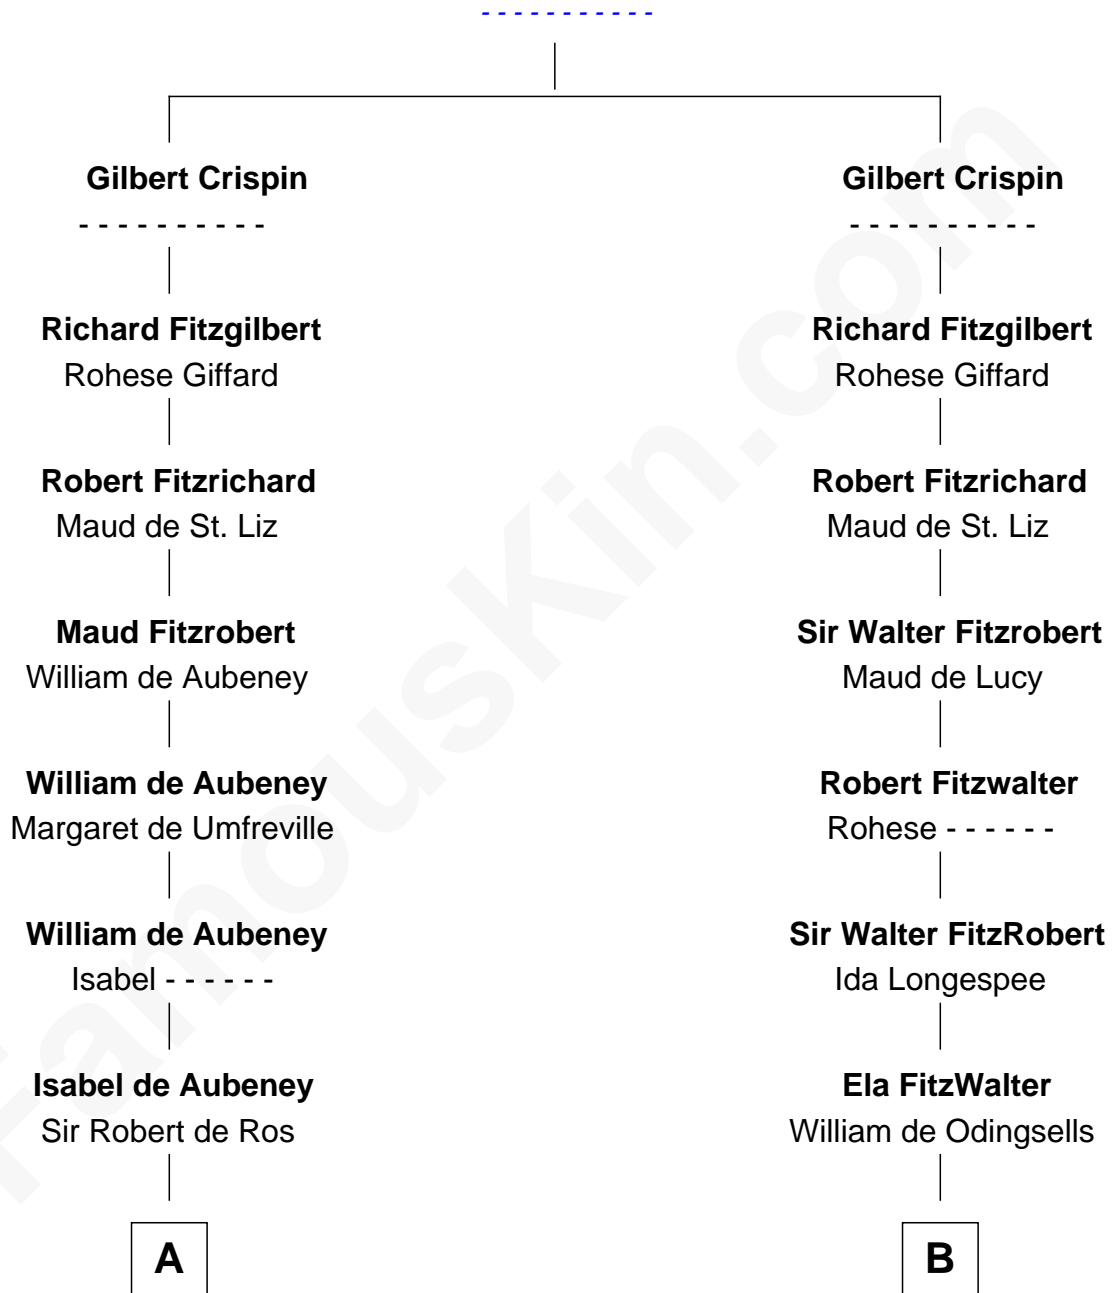 - - - - - - - - - - -
Gilbert Crispin
- - - - - - - - - -
Richard Fitzgilbert
Rohese Giffard
Robert Fitzrichard
Maud de St. Liz
Maud Fitzrobert
William de Aubeney
William de Aubeney
Margaret de Umfreville
William de Aubeney
Isabel - - - - - -
Isabel de Aubeney
Sir Robert de Ros
A
Gilbert Crispin
- - - - - - - - - -
Richard Fitzgilbert
Rohese Giffard
Robert Fitzrichard
Maud de St. Liz
Sir Walter Fitzrobert
Maud de Lucy
Robert Fitzwalter
Rohese - - - - - -
Sir Walter FitzRobert
Ida Longespee
Ela FitzWalter
William de Odingsells
B
FamousKin.com